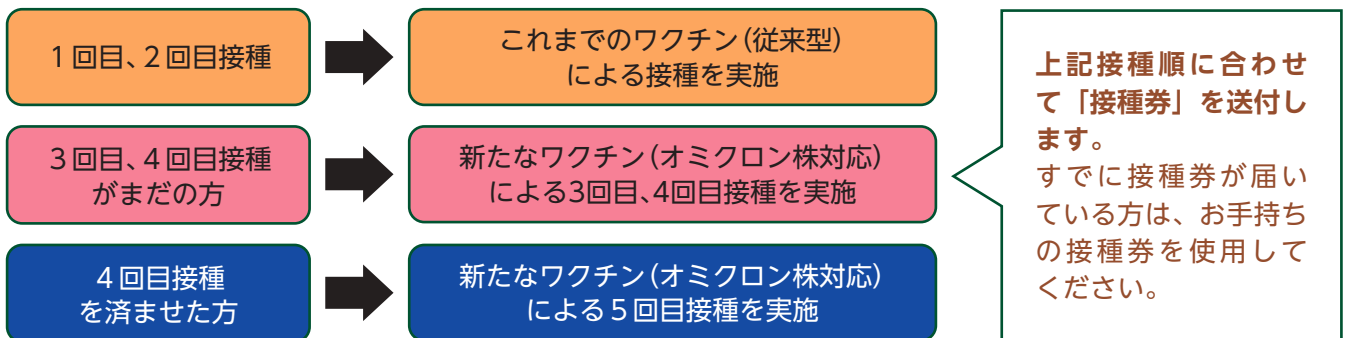 1回目、2回目接種
これまでのワクチン(従来型)
による接種を実施
3回目、4回目接種
がまだの方
新たなワクチン(オミクロン株対応)
による3回目、4回目接種を実施
4回目接種
を済ませた方
新たなワクチン(オミクロン株対応)
による5回目接種を実施
上記接種順に合わせ
て「接種券」を送付し
ます。
すでに接種券が届い
ている方は、お手持ち
の接種券を使用して
ください。